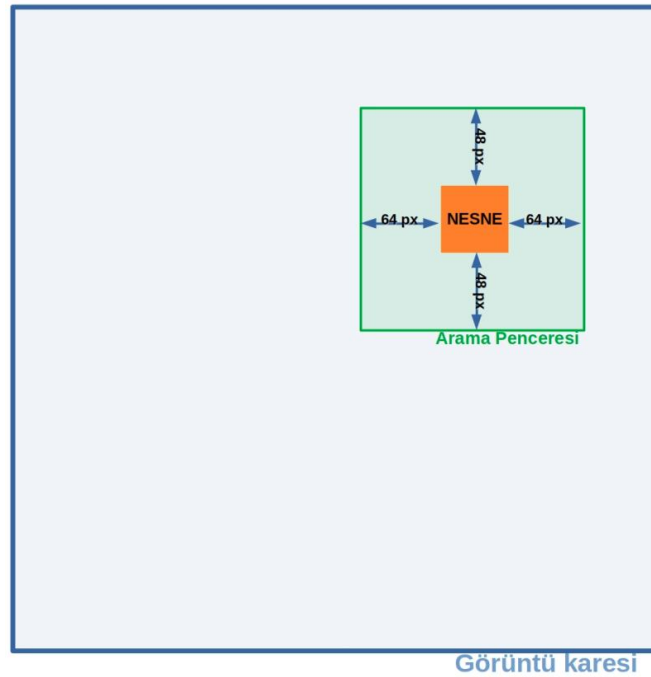 48 px
64 px
NESNE
64 px
48 px
Arama Penceresi
Görüntü karesi